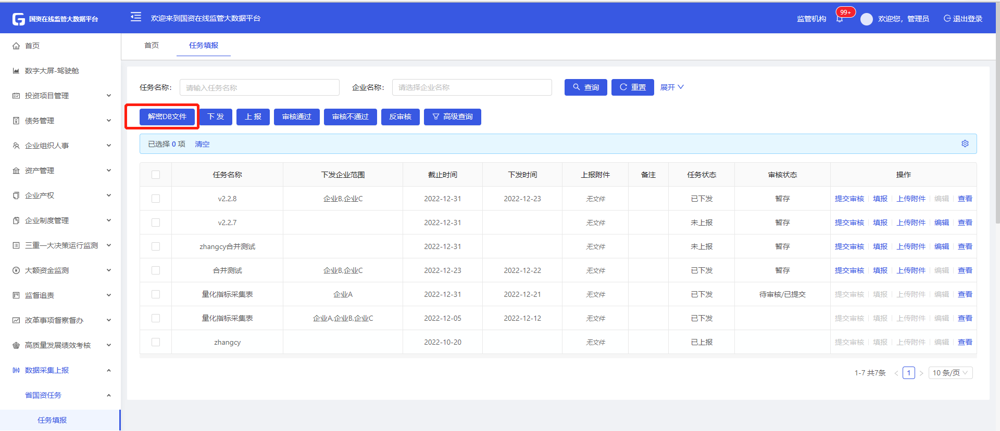 国资在线监管大数据平台 欢迎来到国资在线监管大数据平台 监管机构 99+ 欢迎您，管理员 退出登录
首页
数字大屏-驾驶舱
投资项目管理
债务管理
企业组织人事
资产管理
企业产权
企业制度管理
三重一大决策运行监测
大额资金监测
监督追责
改革事项督察督办
高质量发展绩效考核
数据采集上报
省国资任务
任务填报
首页 任务填报
任务名称： 请输入任务名称 企业名称： 请选择企业名称 查询 重置 展开
解密DB文件 下 发 上 报 审核通过 审核不通过 反审核 高级查询
已选择 0 项 清空
任务名称 下发企业范围 截止时间 下发时间 上报附件 备注 任务状态 审核状态 操作
v2.2.8 企业B,企业C 2022-12-31 2022-12-23 无文件 已下发 暂存 提交审核 填报 上传附件 编辑 查看
v2.2.7 2022-12-31 无文件 未上报 暂存 提交审核 填报 上传附件 编辑 查看
zhangcy合并测试 2022-12-31 无文件 未上报 暂存 提交审核 填报 上传附件 编辑 查看
合并测试 企业B,企业C 2022-12-23 2022-12-22 无文件 已下发 暂存 提交审核 填报 上传附件 编辑 查看
量化指标采集表 企业A 2022-12-31 2022-12-21 无文件 已下发 待审核/已提交 提交审核 填报 上传附件 编辑 查看
量化指标采集表 企业A,企业B,企业C 2022-12-05 2022-12-12 无文件 已下发 提交审核 填报 上传附件 编辑 查看
zhangcy 2022-10-20 无文件 已上报 提交审核 填报 上传附件 编辑 查看
1-7 共7条 < 1 > 10 条/页